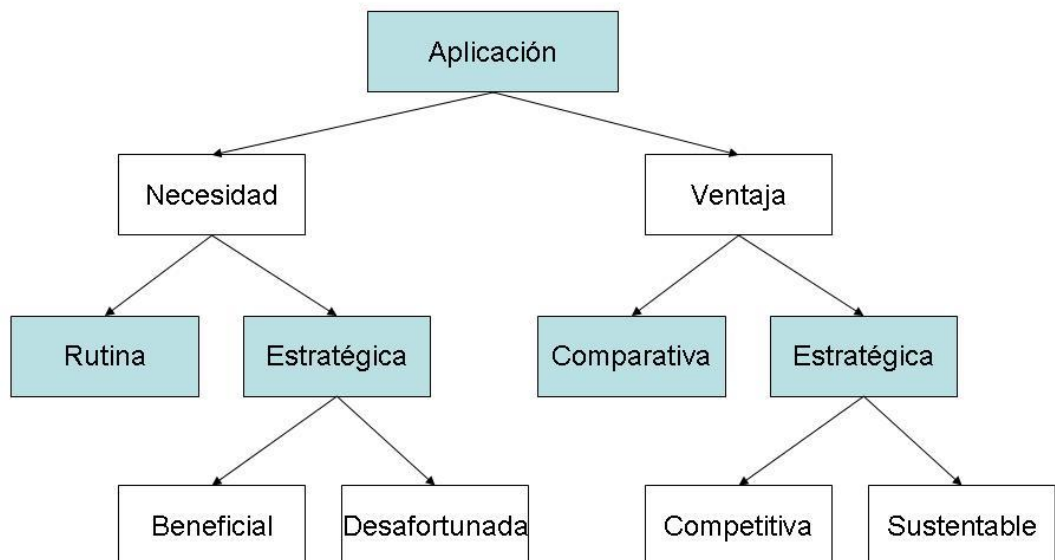 Aplicación
Necesidad
Ventaja
Rutina
Estratégica
Comparativa
Estratégica
Beneficial
Desafortunada
Competitiva
Sustentable